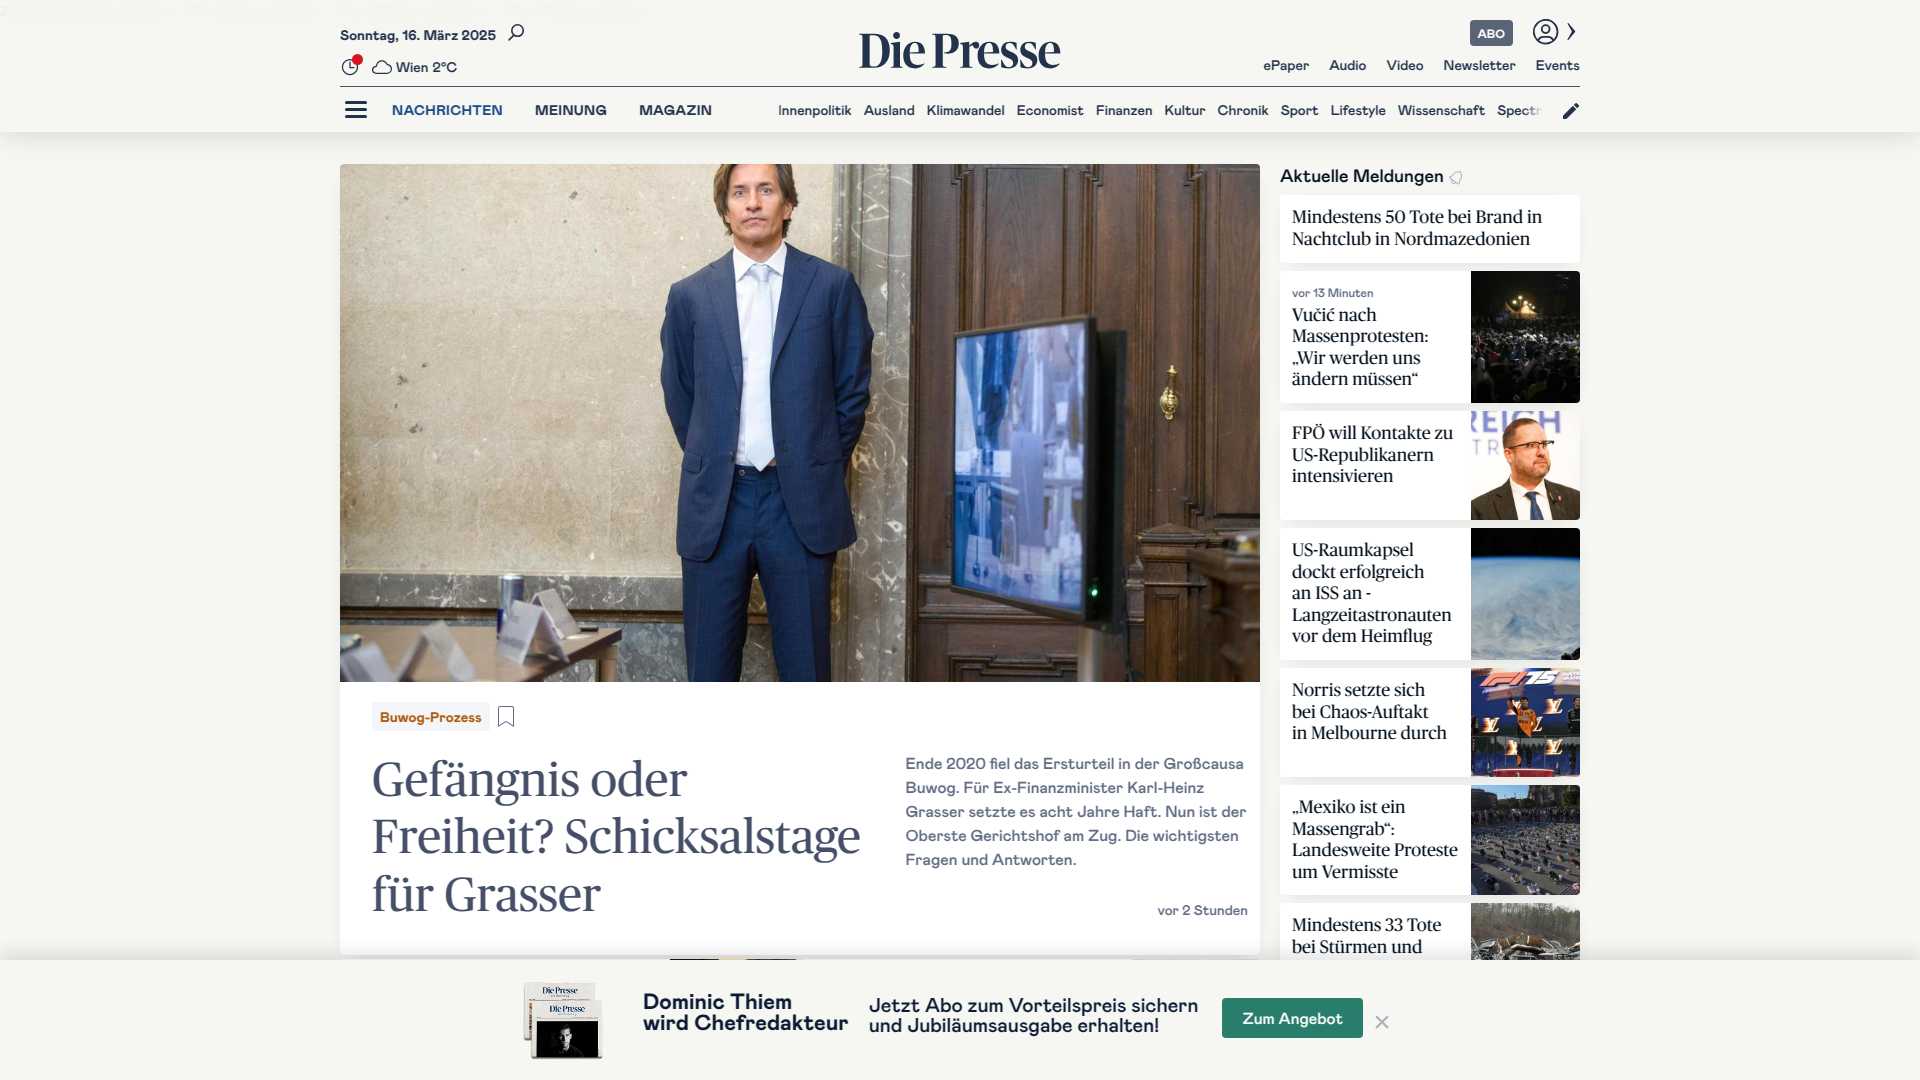 Sonntag, 16. März 2025
Wien 2°C
Die Presse
ABO
ePaper Audio Video Newsletter Events
NACHRICHTEN MEINUNG MAGAZIN
Innenpolitik Ausland Klimawandel Economist Finanzen Kultur Chronik Sport Lifestyle Wissenschaft Spectr
Buwog-Prozess
Gefängnis oder
Freiheit? Schicksalstage
für Grasser
Ende 2020 fiel das Ersturteil in der Großcausa
Buwog. Für Ex-Finanzminister Karl-Heinz
Grasser setzte es acht Jahre Haft. Nun ist der
Oberste Gerichtshof am Zug. Die wichtigsten
Fragen und Antworten.
vor 2 Stunden
Aktuelle Meldungen
Mindestens 50 Tote bei Brand in
Nachtclub in Nordmazedonien
vor 13 Minuten
Vučić nach
Massenprotesten:
„Wir werden uns
ändern müssen“
FPÖ will Kontakte zu
US-Republikanern
intensivieren
REICH
TR
US-Raumkapsel
dockt erfolgreich
an ISS an -
Langzeitastronauten
vor dem Heimflug
Norris setzte sich
bei Chaos-Auftakt
in Melbourne durch
F1 75
„Mexiko ist ein
Massengrab“:
Landesweite Proteste
um Vermisste
Mindestens 33 Tote
bei Stürmen und
Die Presse
Die Presse
Dominic Thiem
wird Chefredakteur
Jetzt Abo zum Vorteilspreis sichern
und Jubiläumsausgabe erhalten!
Zum Angebot